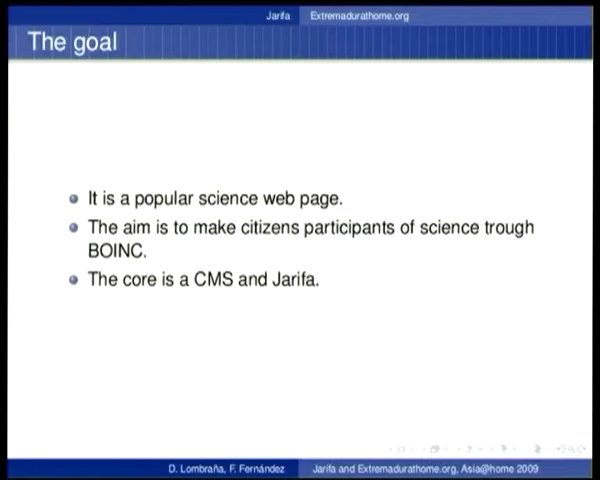 Jarifa Extremadurathome.org
The goal
It is a popular science web page.
The aim is to make citizens participants of science trough
BOINC.
The core is a CMS and Jarifa.
D. Lombraña, F. Fernández Jarifa and Extremadurathome.org, Asia@home 2009